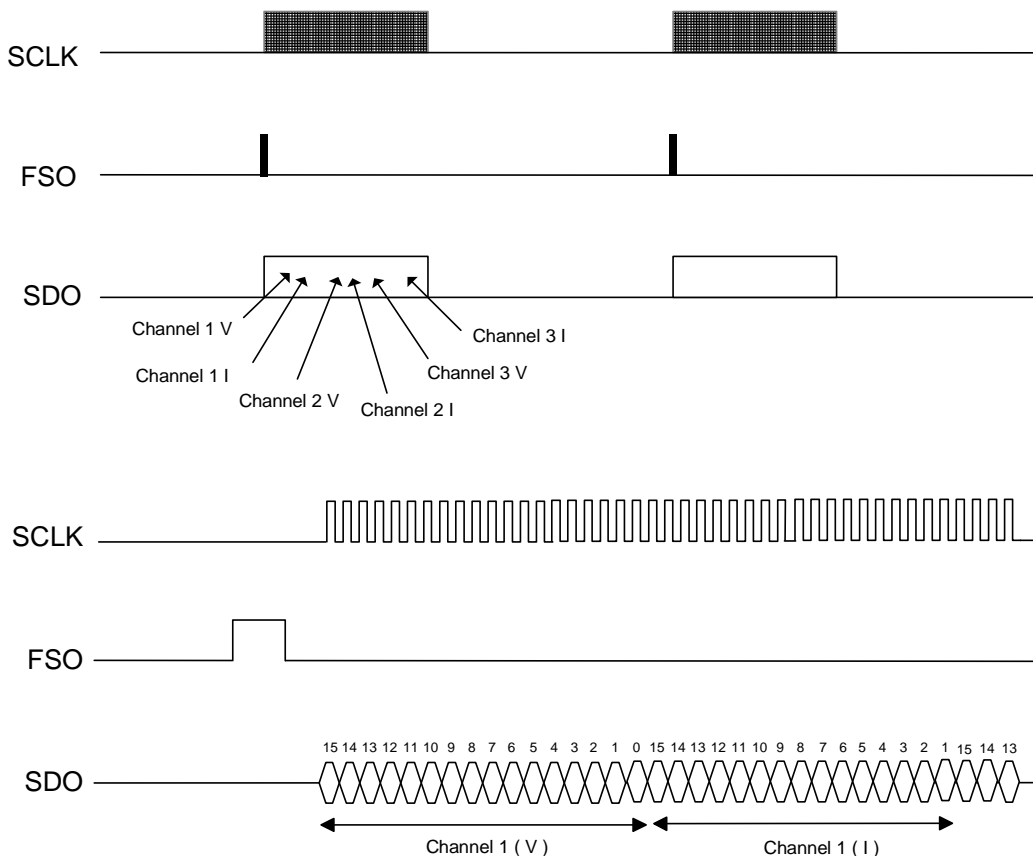 SCLK
FSO
SDO
Channel 1 V
Channel 1 I
Channel 2 V
Channel 2 I
Channel 3 V
Channel 3 I
SCLK
FSO
15 14 13 12 11 10 9 8 7 6 5 4 3 2 1 0 15 14 13 12 11 10 9 8 7 6 5 4 3 2 1 15 14 13
SDO
Channel 1 ( V )
Channel 1 ( I )